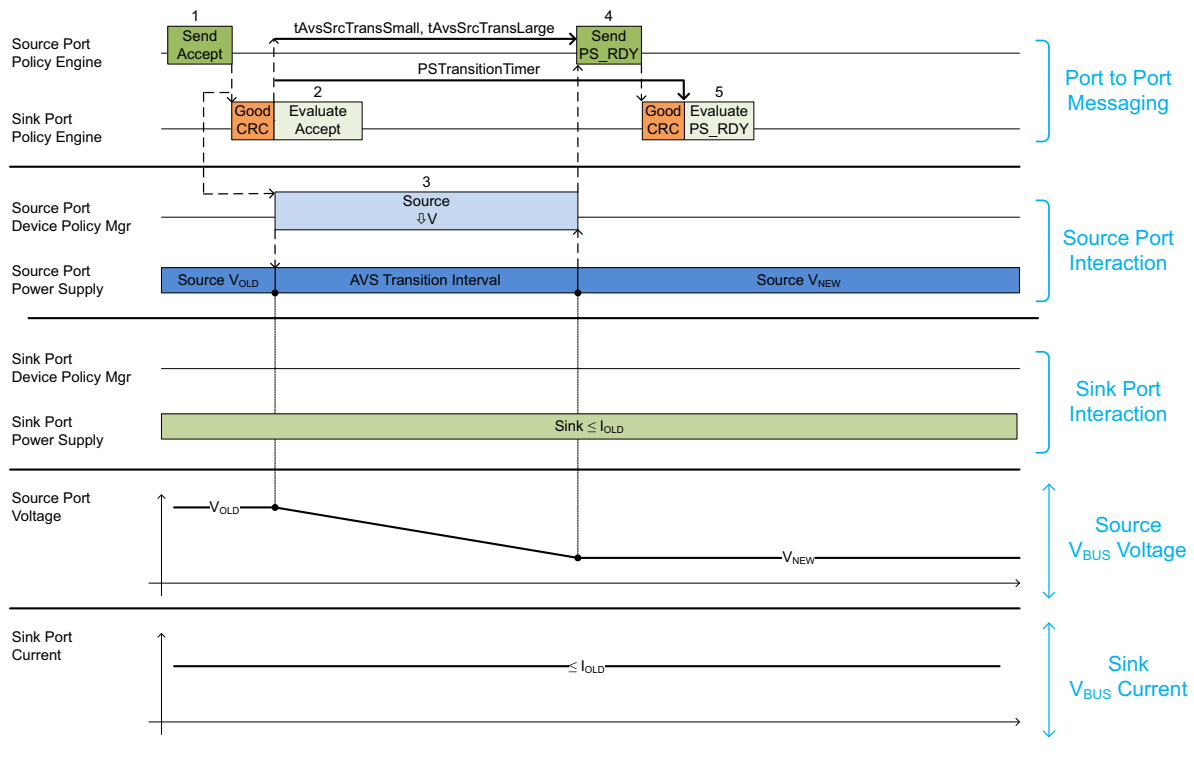 1
4
Send
Accept
tAvsSrcTransSmall, tAvsSrcTransLarge
Send
PS_RDY
Source Port
Policy Engine
PSTransitionTimer
2
5
Good
CRC
Evaluate
Accept
Good
CRC
Evaluate
PS_RDY
Sink Port
Policy Engine
Port to Port
Messaging
3
Source
⇩V
Source Port
Device Policy Mgr
Source Port
Power Supply
Source VOLD
AVS Transition Interval
Source VNEW
Source Port
Interaction
Sink Port
Device Policy Mgr
Sink Port
Power Supply
Sink ≤ IOLD
Sink Port
Interaction
Source Port
Voltage
VOLD
VNEW
Source
VBUS Voltage
Sink Port
Current
≤ IOLD
Sink
VBUS Current